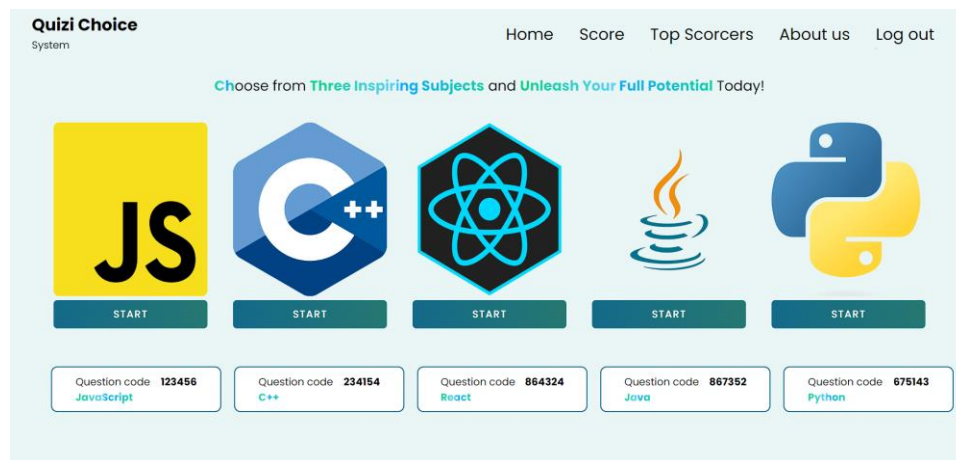 Quizi Choice
System
Home Score Top Scorcers About us Log out
Choose from Three Inspiring Subjects and Unleash Your Full Potential Today!
JS
C++
START START START START START
Question code 123456
JavaScript
Question code 234154
C++
Question code 864324
React
Question code 867352
Java
Question code 675143
Python